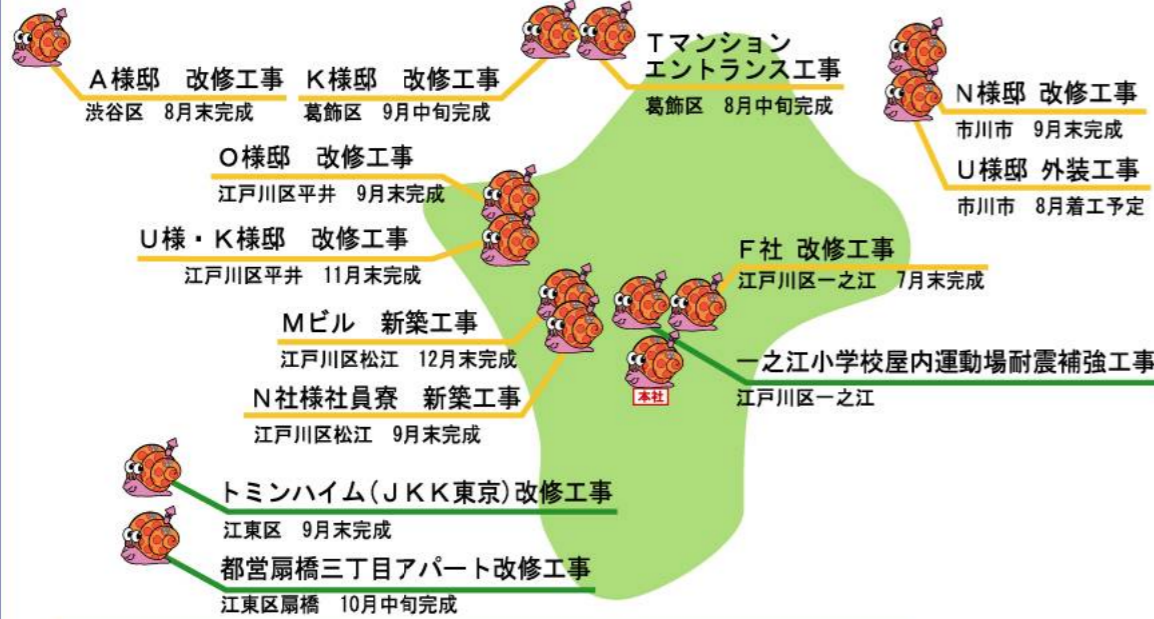 A様邸　改修工事
渋谷区　8月末完成
K様邸　改修工事
葛飾区　9月中旬完成
Tマンション
エントランス工事
葛飾区　8月中旬完成
N様邸 改修工事
市川市　9月末完成
U様邸 外装工事
市川市　8月着工予定
O様邸　改修工事
江戸川区平井　9月末完成
U様・K様邸　改修工事
江戸川区平井　11月末完成
F社 改修工事
江戸川区一之江　7月末完成
Mビル　新築工事
江戸川区松江　12月末完成
一之江小学校屋内運動場耐震補強工事
江戸川区一之江
本社
N社様社員寮　新築工事
江戸川区松江　9月末完成
トミンハイム(JKK東京)改修工事
江東区　9月末完成
都営扇橋三丁目アパート改修工事
江東区扇橋　10月中旬完成